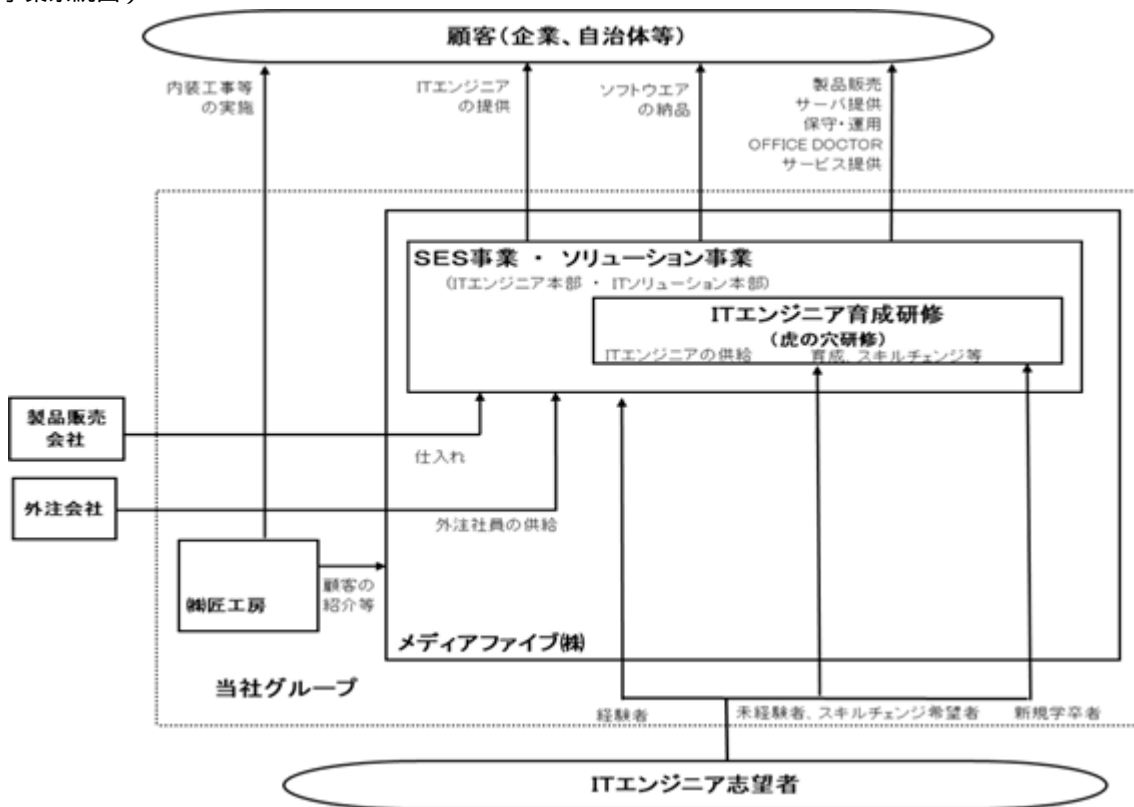 顧客(企業、自治体等)
内装工事等
の実施
ITエンジニア
の提供
ソフトウエア
の納品
製品販売
サーバ提供
保守・運用
OFFICE DOCTOR
サービス提供
SES事業 ・ ソリューション事業
(ITエンジニア本部 ・ ITソリューション本部)
ITエンジニア育成研修
(虎の穴研修)
ITエンジニアの供給
育成、スキルチェンジ等
製品販売
会社
仕入れ
外注会社
外注社員の供給
㈱匠工房
顧客の
紹介等
メディアファイブ㈱
当社グループ
経験者
未経験者、スキルチェンジ希望者
新規学卒者
ITエンジニア志望者